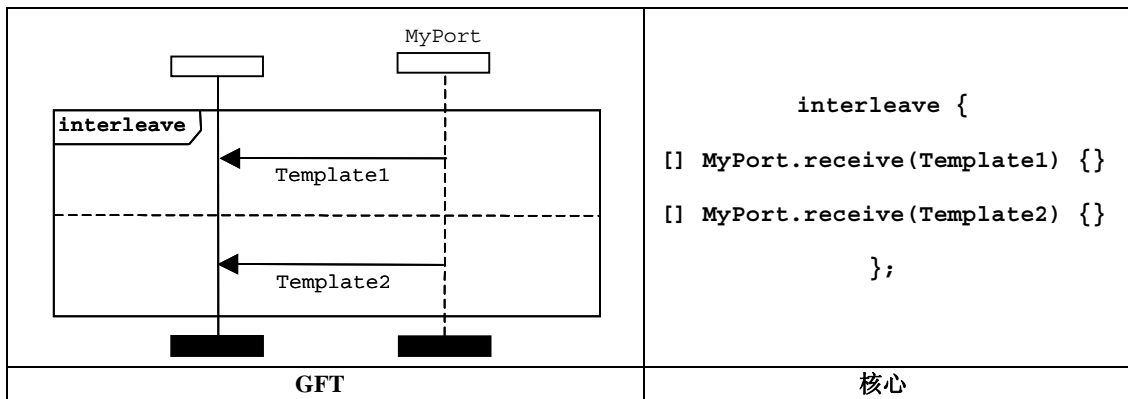 MyPort
interleave
Template1
Template2
interleave {
[] MyPort.receive(Template1) {}
[] MyPort.receive(Template2) {}
};
GFT
核心